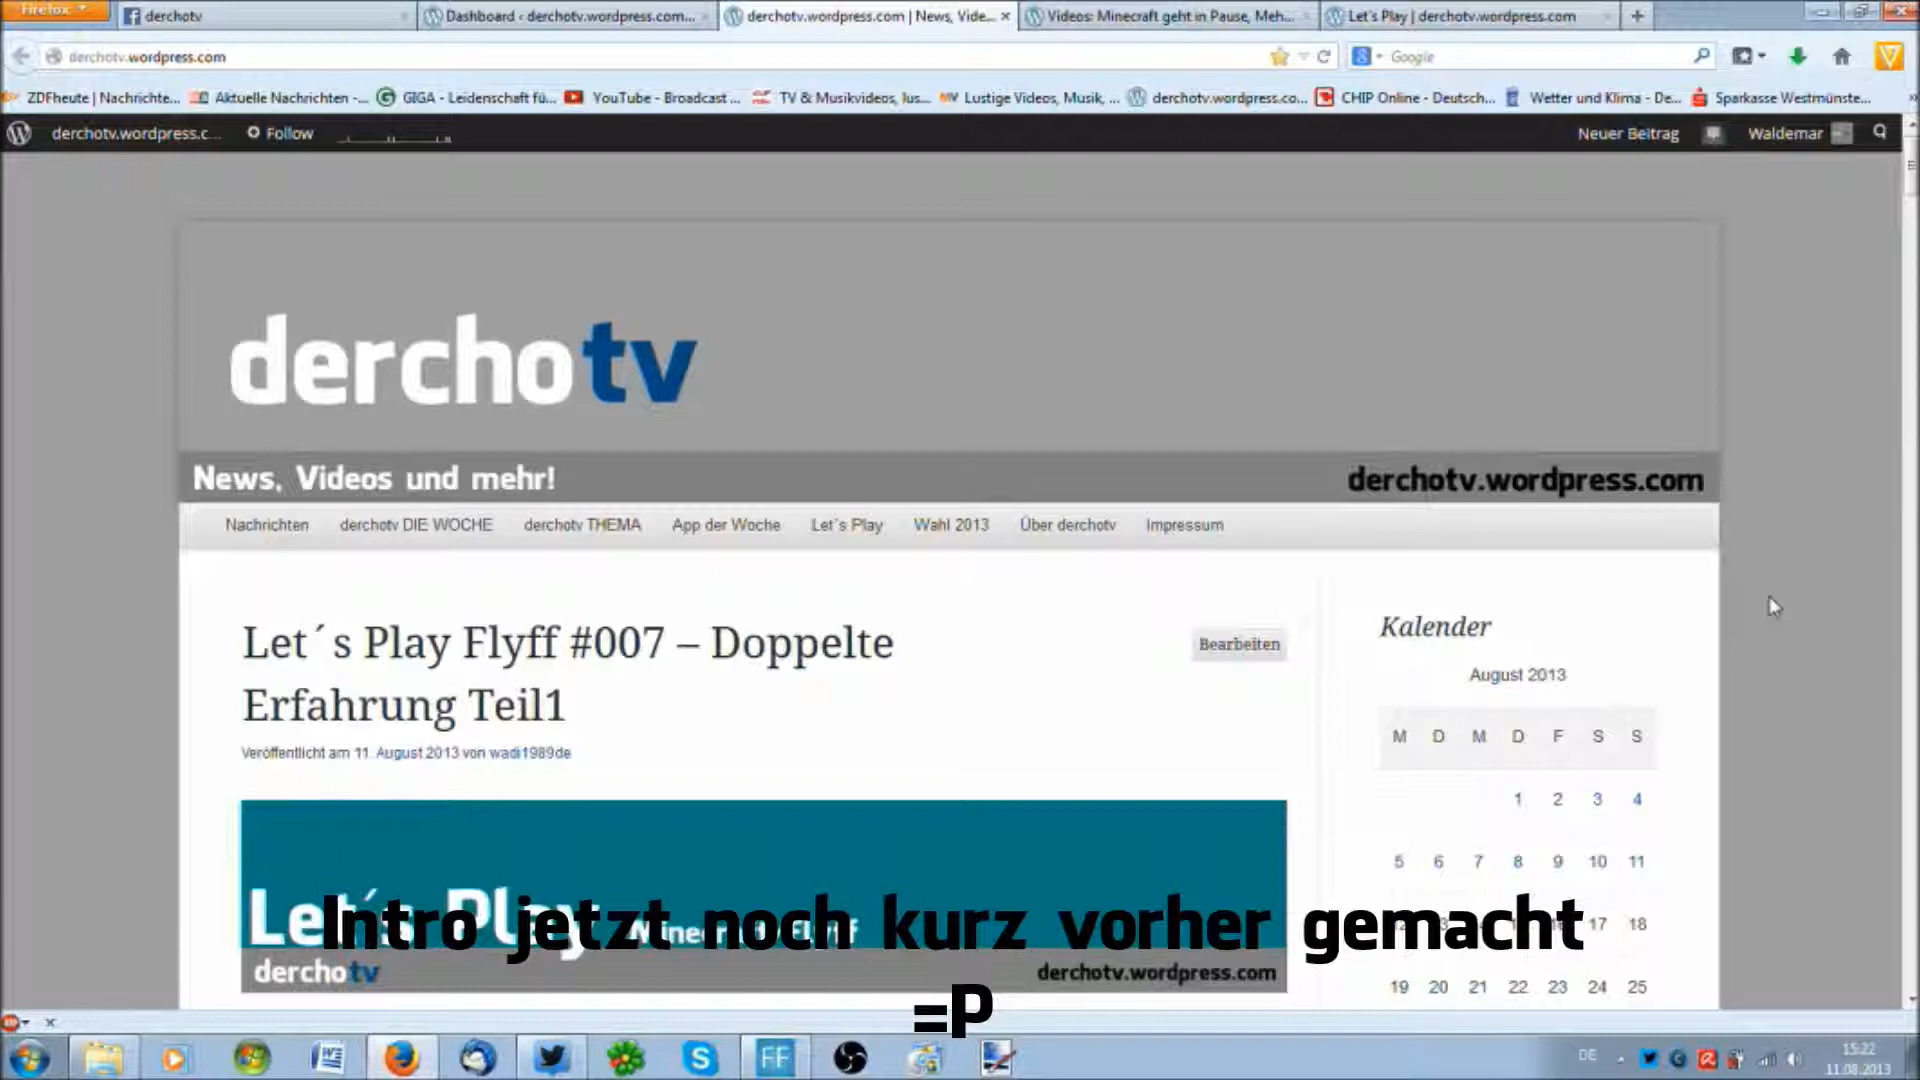 Firefox
derchotv
Dashboard ‹ derchotv.wordpress.com...
derchotv.wordpress.com | News, Vide...
Videos: Minecraft geht in Pause, Meh...
Let´s Play | derchotv.wordpress.com
derchotv.wordpress.com
Google
ZDFheute | Nachrichte...
Aktuelle Nachrichten -...
GIGA - Leidenschaft fü...
YouTube - Broadcast ...
TV & Musikvideos, lus...
Lustige Videos, Musik, ...
derchotv.wordpress.co...
CHIP Online - Deutsch...
Wetter und Klima - De...
Sparkasse Westmünste...
derchotv.wordpress.c...
Follow
Neuer Beitrag
Waldemar
derchotv
News, Videos und mehr!
derchotv.wordpress.com
Nachrichten derchotv DIE WOCHE derchotv THEMA App der Woche Let´s Play Wahl 2013 Über derchotv Impressum
Let´s Play Flyff #007 – Doppelte
Erfahrung Teil1
Bearbeiten
Veröffentlicht am 11. August 2013 von wadi1989de
Kalender
August 2013
M D M D F S S
1 2 3 4
5 6 7 8 9 10 11
17 18
19 20 21 22 23 24 25
Let´s Play
derchotv
derchotv.wordpress.com
Intro jetzt noch kurz vorher gemacht
=P
FF
DE
15:22
11.08.2013